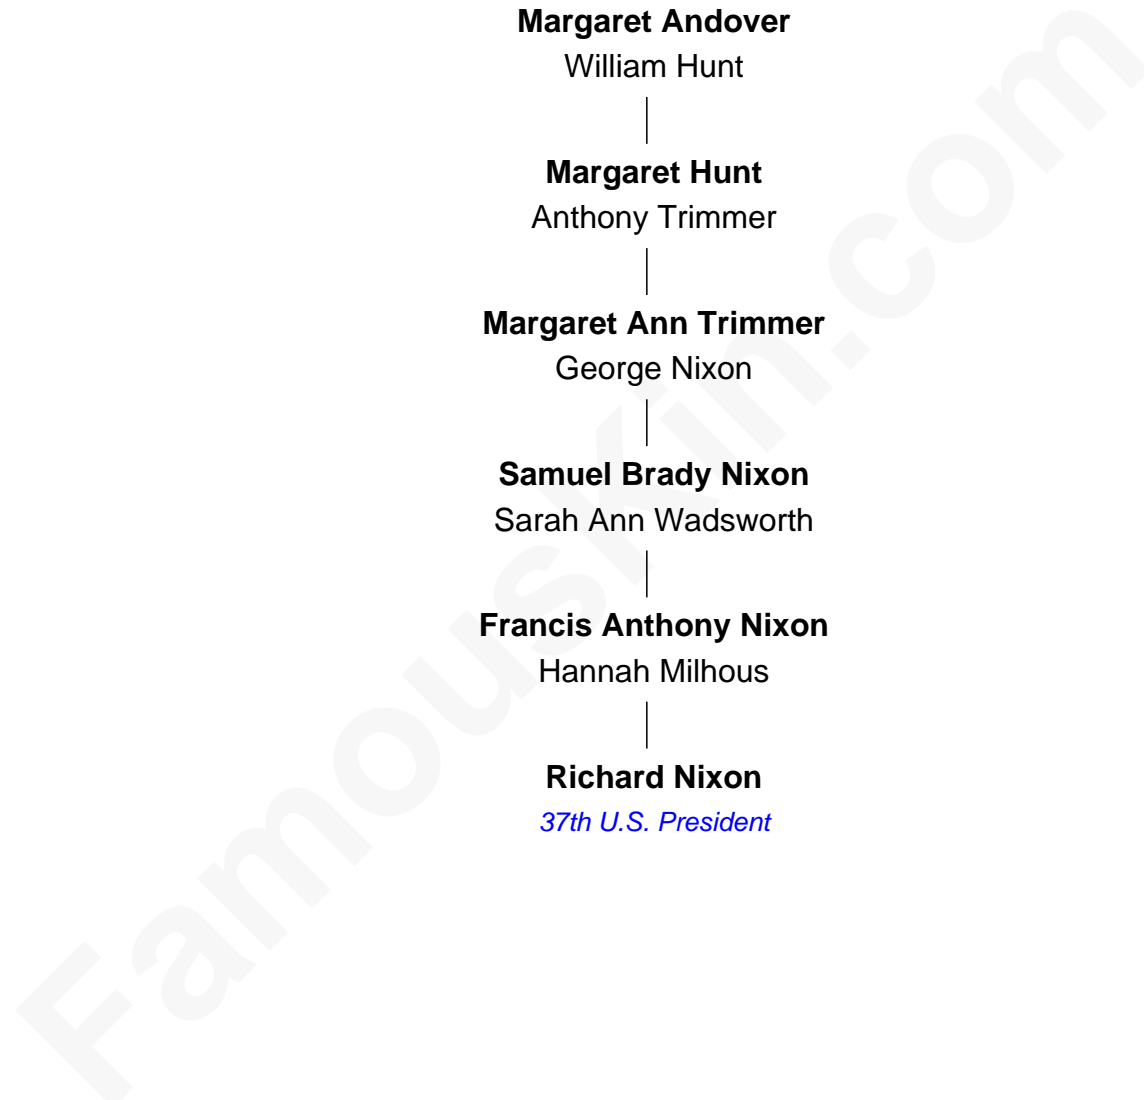 Margaret Andover
William Hunt
Margaret Hunt
Anthony Trimmer
Margaret Ann Trimmer
George Nixon
Samuel Brady Nixon
Sarah Ann Wadsworth
Francis Anthony Nixon
Hannah Milhous
Richard Nixon
37th U.S. President
FamousKin.com